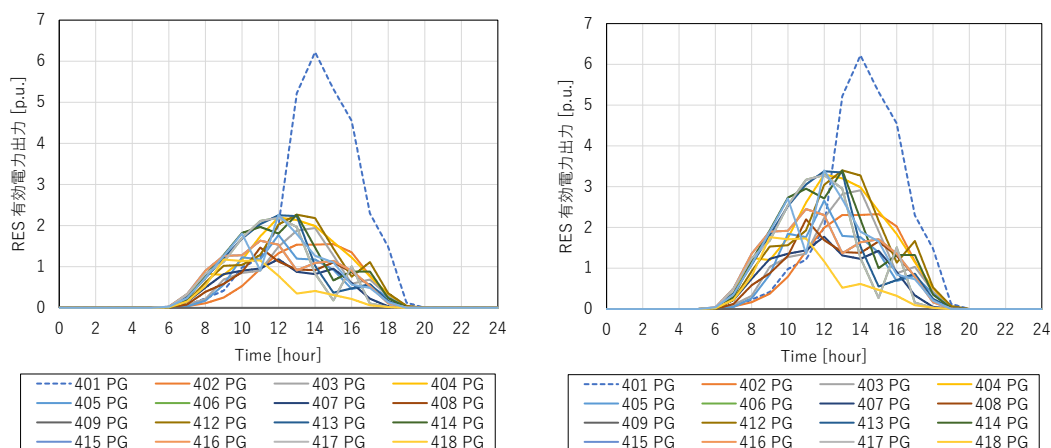 7
6
5
4
3
2
1
0
RES 有効電力出力 [p.u.]
0 2 4 6 8 10 12 14 16 18 20 22 24
Time [hour]
401 PG 402 PG 403 PG 404 PG
405 PG 406 PG 407 PG 408 PG
409 PG 412 PG 413 PG 414 PG
415 PG 416 PG 417 PG 418 PG
7
6
5
4
3
2
1
0
RES 有効電力出力 [p.u.]
0 2 4 6 8 10 12 14 16 18 20 22 24
Time [hour]
401 PG 402 PG 403 PG 404 PG
405 PG 406 PG 407 PG 408 PG
409 PG 412 PG 413 PG 414 PG
415 PG 416 PG 417 PG 418 PG